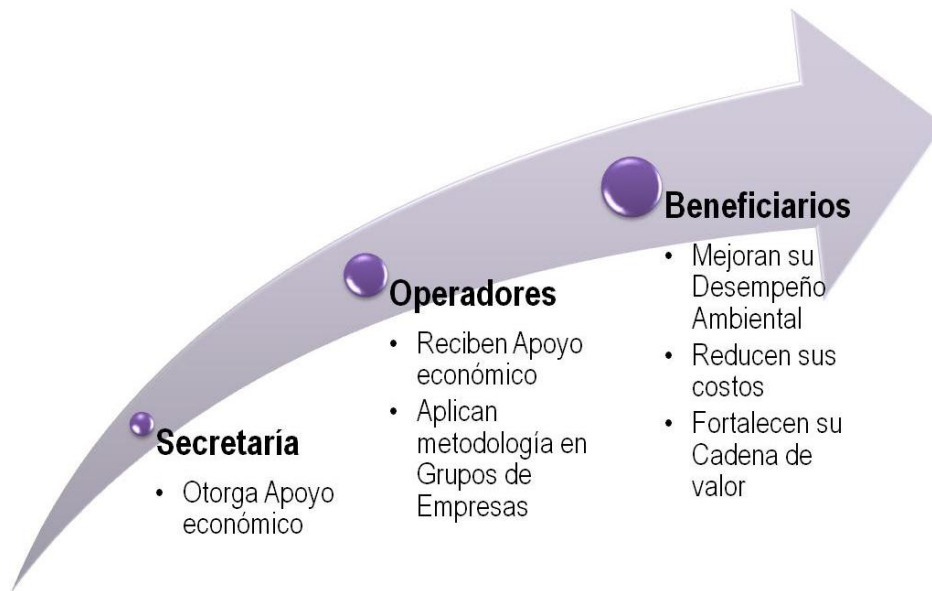 Secretaría
• Otorga Apoyo
económico
Operadores
• Reciben Apoyo
económico
• Aplican
metodología en
Grupos de
Empresas
Beneficiarios
• Mejoran su
Desempeño
Ambiental
• Reducen sus
costos
• Fortalecen su
Cadena de
valor